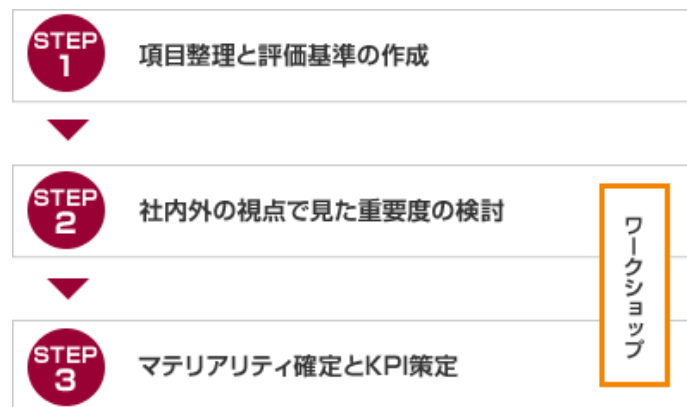 STEP
1
項目整理と評価基準の作成
STEP
2
社内外の視点で見た重要度の検討
ワークショップ
STEP
3
マテリアリティ確定とKPI策定